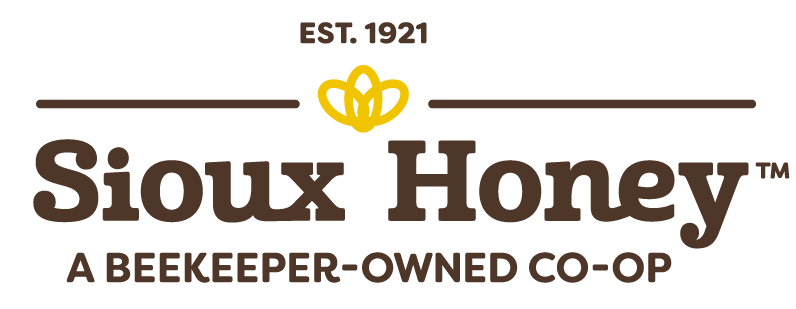 EST. 1921
Sioux Honey™
A BEEKEEPER-OWNED CO-OP